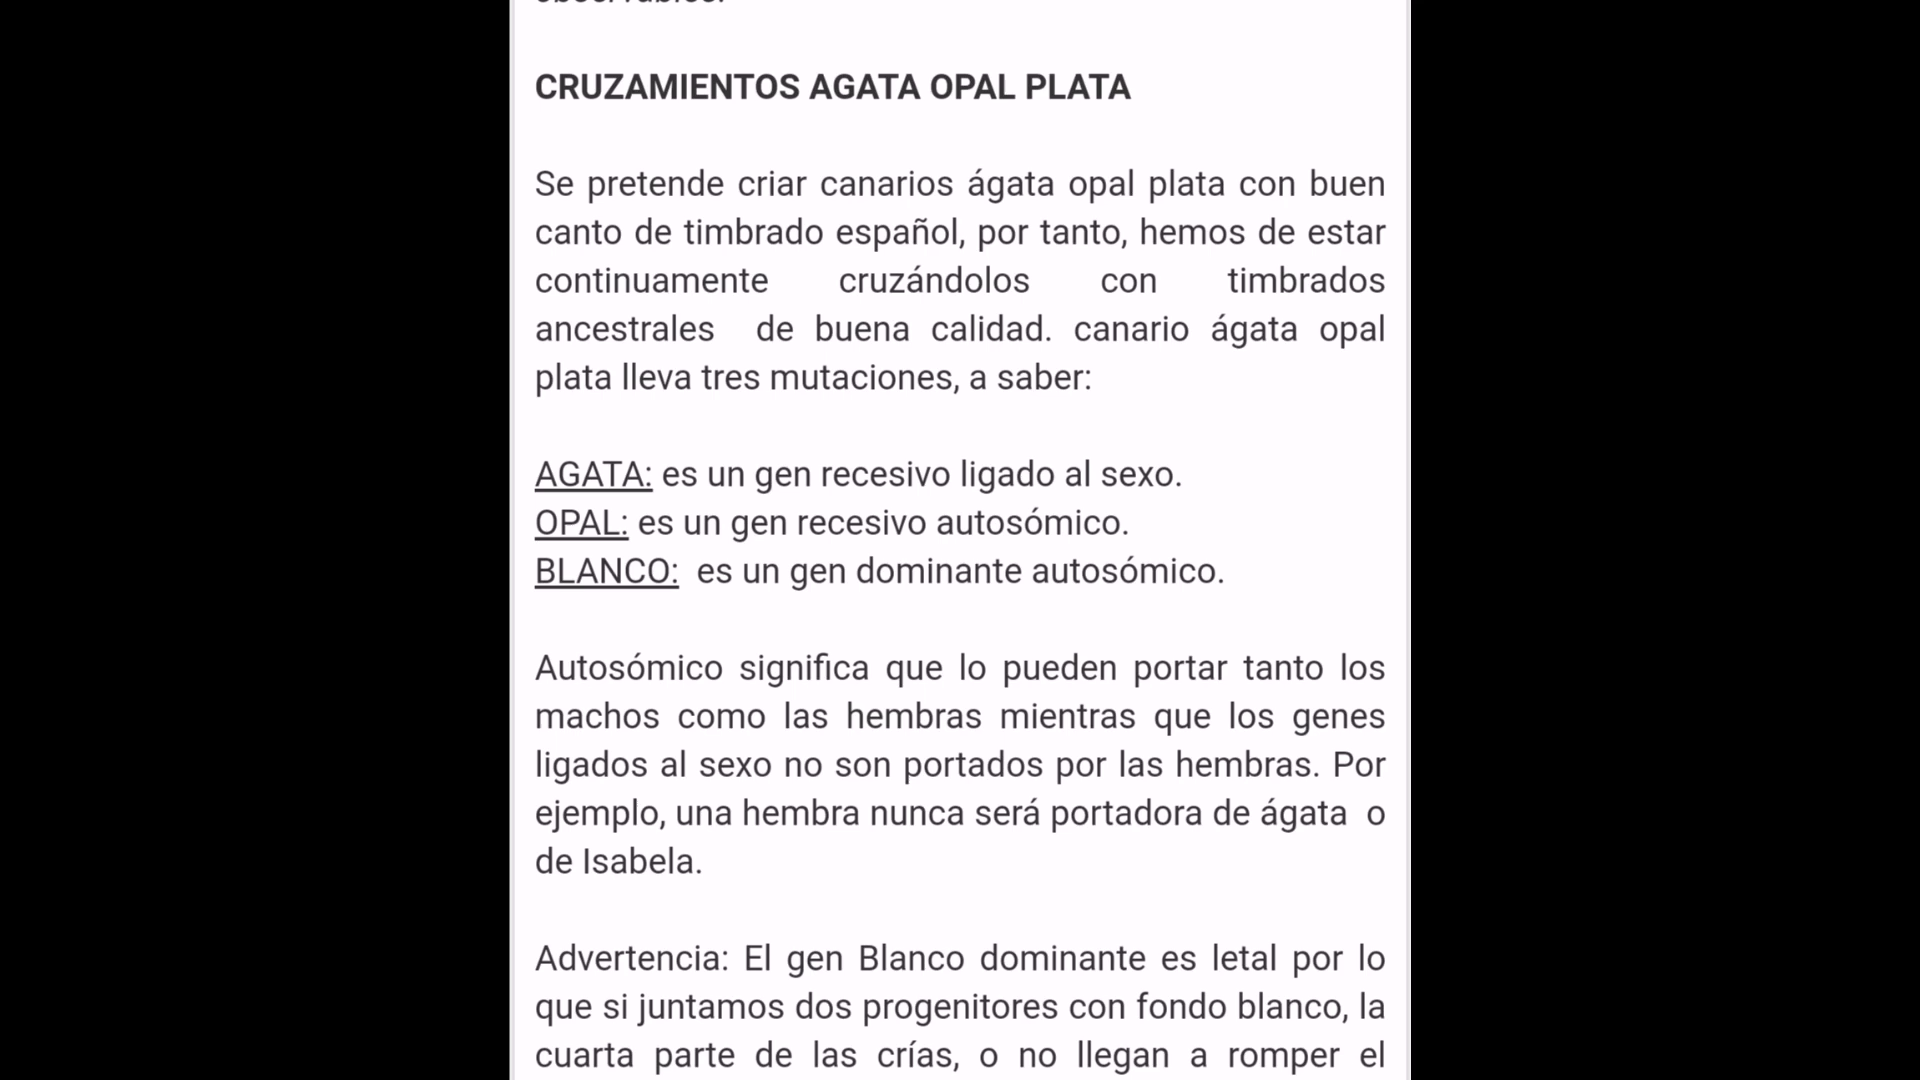 observables.
CRUZAMIENTOS AGATA OPAL PLATA
Se pretende criar canarios ágata opal plata con buen
canto de timbrado español, por tanto, hemos de estar
continuamente cruzándolos con timbrados
ancestrales de buena calidad. canario ágata opal
plata lleva tres mutaciones, a saber:
AGATA: es un gen recesivo ligado al sexo.
OPAL: es un gen recesivo autosómico.
BLANCO: es un gen dominante autosómico.
Autosómico significa que lo pueden portar tanto los
machos como las hembras mientras que los genes
ligados al sexo no son portados por las hembras. Por
ejemplo, una hembra nunca será portadora de ágata o
de Isabela.
Advertencia: El gen Blanco dominante es letal por lo
que si juntamos dos progenitores con fondo blanco, la
cuarta parte de las crías, o no llegan a romper el